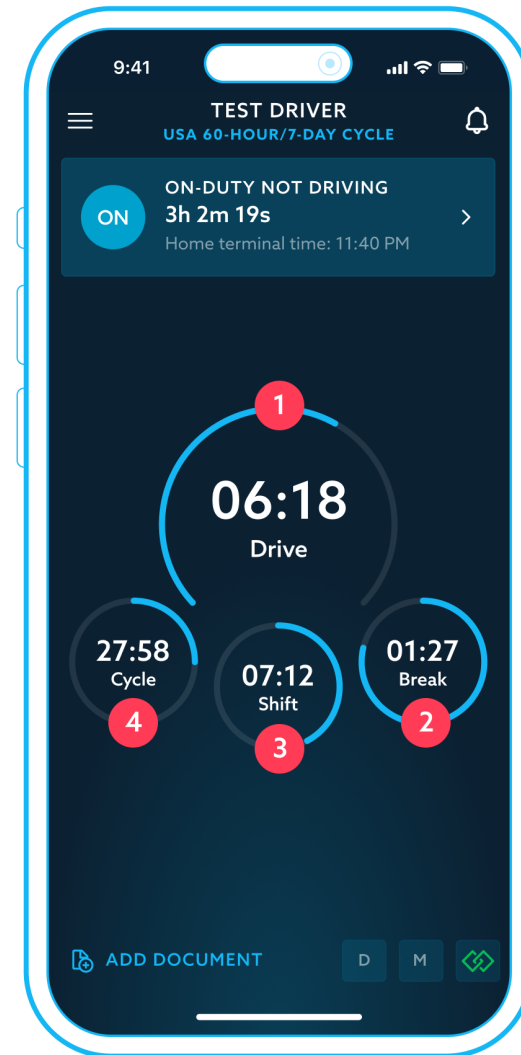 9:41
TEST DRIVER
USA 60-HOUR/7-DAY CYCLE
ON
ON-DUTY NOT DRIVING
3h 2m 19s
Home terminal time: 11:40 PM
1
06:18
Drive
27:58
Cycle
4
07:12
Shift
3
01:27
Break
2
ADD DOCUMENT
D
M